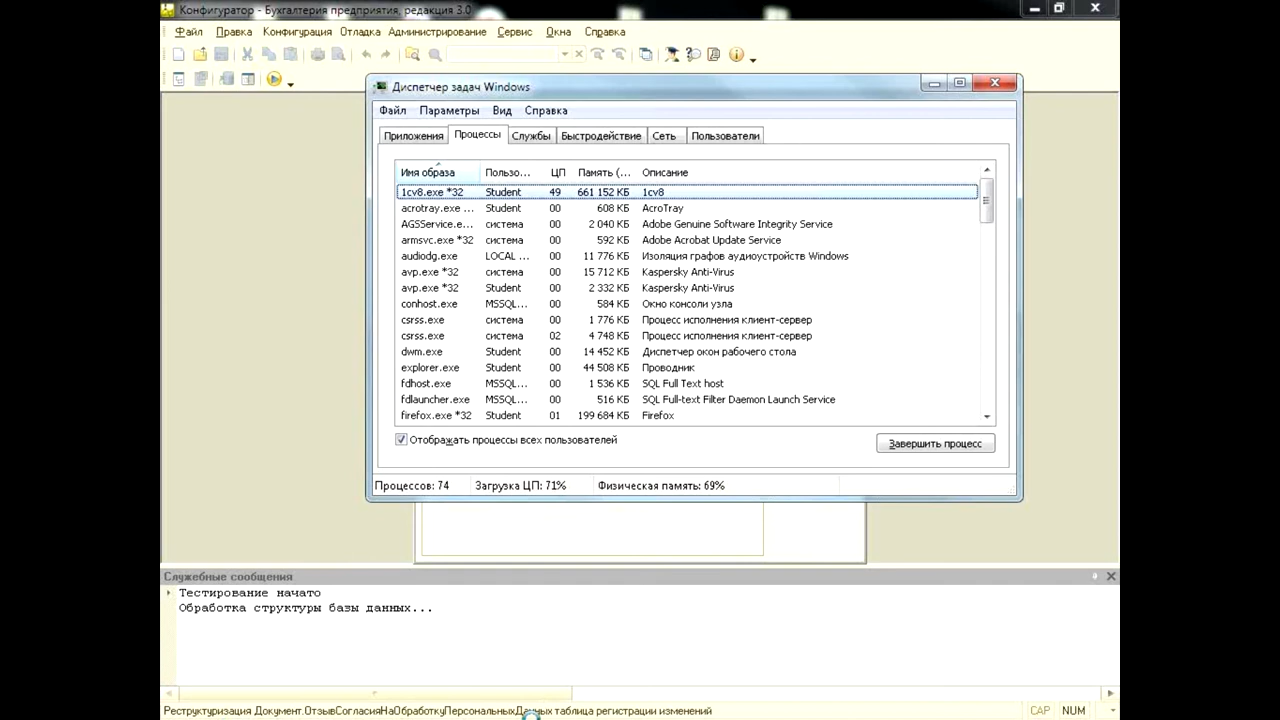 Конфигуратор - Бухгалтерия предприятия, редакция 3.0
Файл Правка Конфигурация Отладка Администрирование Сервис Окна Справка
Диспетчер задач Windows
Файл Параметры Вид Справка
Приложения Процессы Службы Быстродействие Сеть Пользователи
Имя образа Пользо... ЦП Память (... Описание
1cv8.exe *32 Student 49 661 152 КБ 1cv8
acrotray.exe ... Student 00 608 КБ AcroTray
AGSService.e... система 00 2 040 КБ Adobe Genuine Software Integrity Service
armsvc.exe *32 система 00 592 КБ Adobe Acrobat Update Service
audiodg.exe LOCAL ... 00 11 776 КБ Изоляция графов аудиоустройств Windows
avp.exe *32 система 00 15 712 КБ Kaspersky Anti-Virus
avp.exe *32 Student 00 2 332 КБ Kaspersky Anti-Virus
conhost.exe MSSQL... 00 584 КБ Окно консоли узла
csrss.exe система 00 1 776 КБ Процесс исполнения клиент-сервер
csrss.exe система 02 4 748 КБ Процесс исполнения клиент-сервер
dwm.exe Student 00 14 452 КБ Диспетчер окон рабочего стола
explorer.exe Student 00 44 508 КБ Проводник
fdhost.exe MSSQL... 00 1 536 КБ SQL Full Text host
fdlauncher.exe MSSQL... 00 516 КБ SQL Full-text Filter Daemon Launch Service
firefox.exe *32 Student 01 199 684 КБ Firefox
Отображать процессы всех пользователей
Завершить процесс
Процессов: 74 Загрузка ЦП: 71% Физическая память: 69%
Служебные сообщения
Тестирование начато
Обработка структуры базы данных...
Реструктуризация Документ.ОтзывСогласияНаОбработкуПерсональныхДанных таблица регистрации изменений
CAP NUM